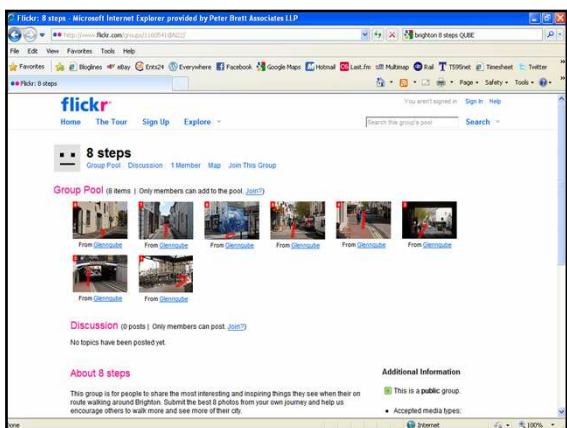 Flickr: 8 steps - Microsoft Internet Explorer provided by Peter Brett Associates LLP
brighton 8 steps QUBE
File Edit View Favorites Tools Help
Favorites Bloglines eBay Ents24 Everywhere Facebook Google Maps Hotmail Last.fm Multimap Rail T595net Timesheet Twitter
Flickr: 8 steps
Page Safety Tools
flickr
You aren't signed in Sign In Help
Home The Tour Sign Up Explore
Search this group's pool Search
8 steps
Group Pool Discussion 1 Member Map Join This Group
Group Pool (8 items | Only members can add to the pool. Join?)
From Glennqube From Glennqube From Glennqube From Glennqube From Glennqube From Glennqube
From Glennqube From Glennqube
Discussion (0 posts | Only members can post. Join?)
No topics have been posted yet.
About 8 steps
Additional Information
This group is for people to share the most interesting and inspiring things they see when their on
route walking around Brighton. Submit the best 8 photos from your own journey and help us
encourage others to walk more and see more of their city.
This is a public group.
Accepted media types:
Done
Internet
100%